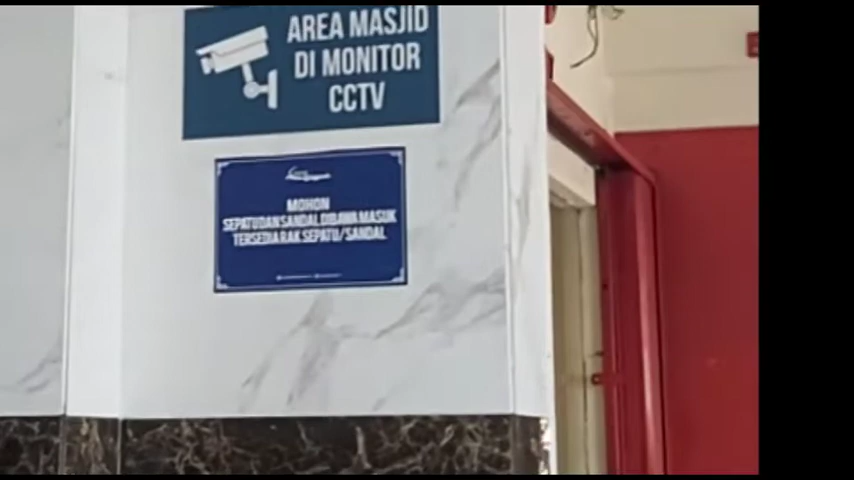 AREA MASJID
DI MONITOR
CCTV
MOHON
SEPATU DAN SANDAL DIBAWA MASUK
TERSEDIA RAK SEPATU/SANDAL